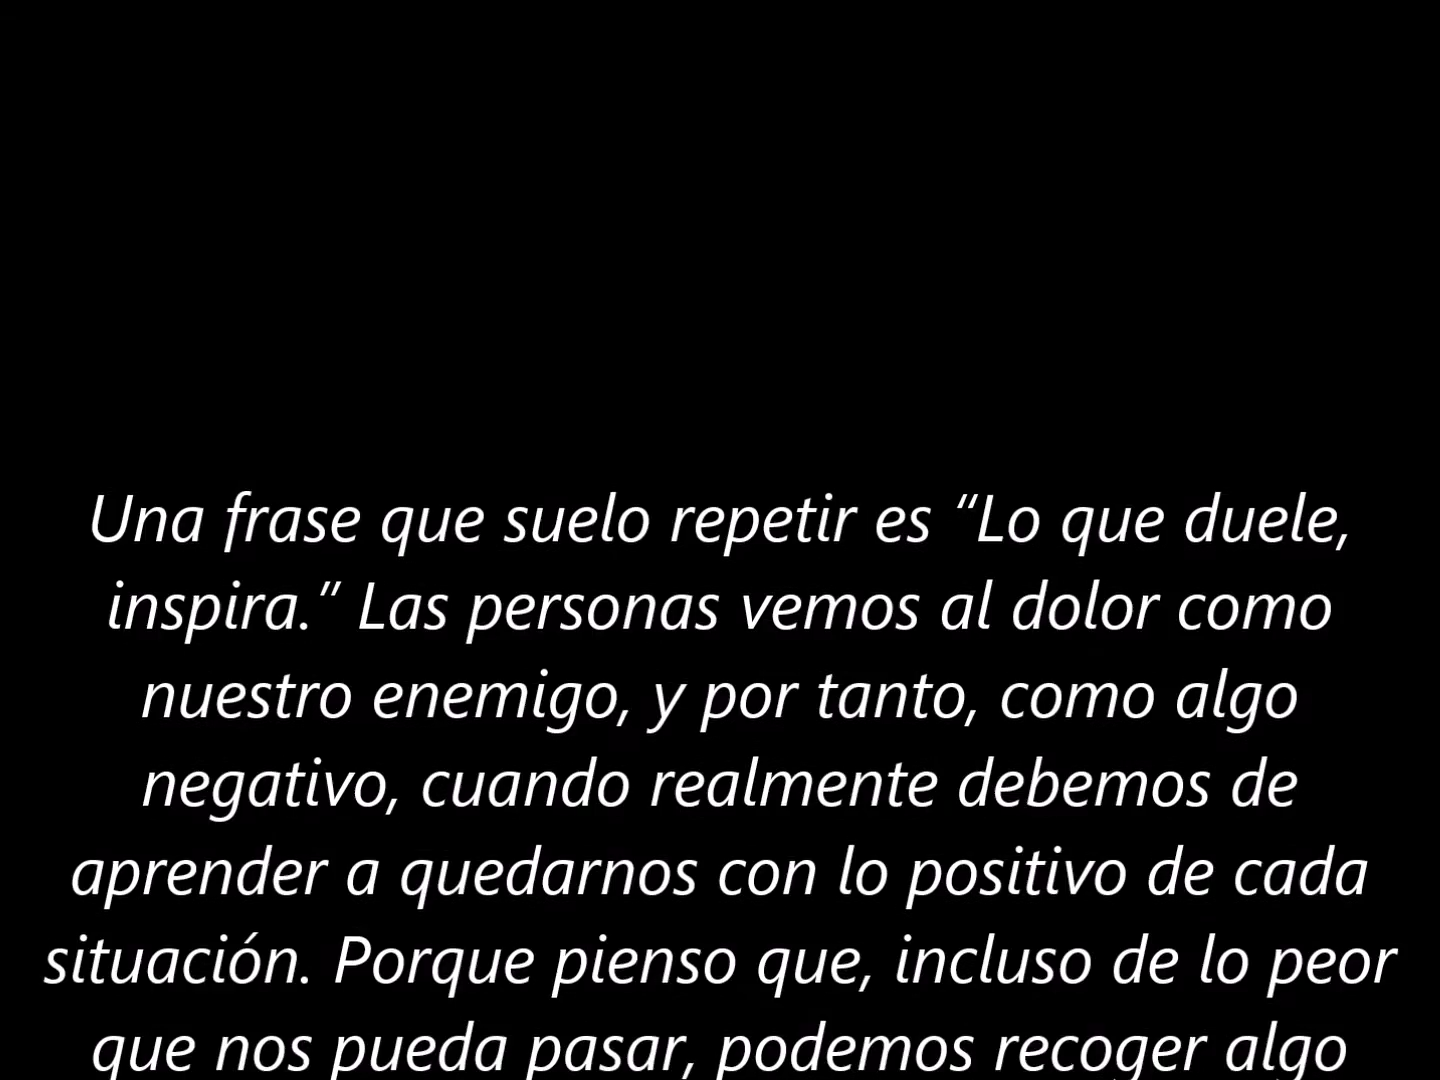 Una frase que suelo repetir es “Lo que duele,
inspira.” Las personas vemos al dolor como
nuestro enemigo, y por tanto, como algo
negativo, cuando realmente debemos de
aprender a quedarnos con lo positivo de cada
situación. Porque pienso que, incluso de lo peor
que nos pueda pasar, podemos recoger algo